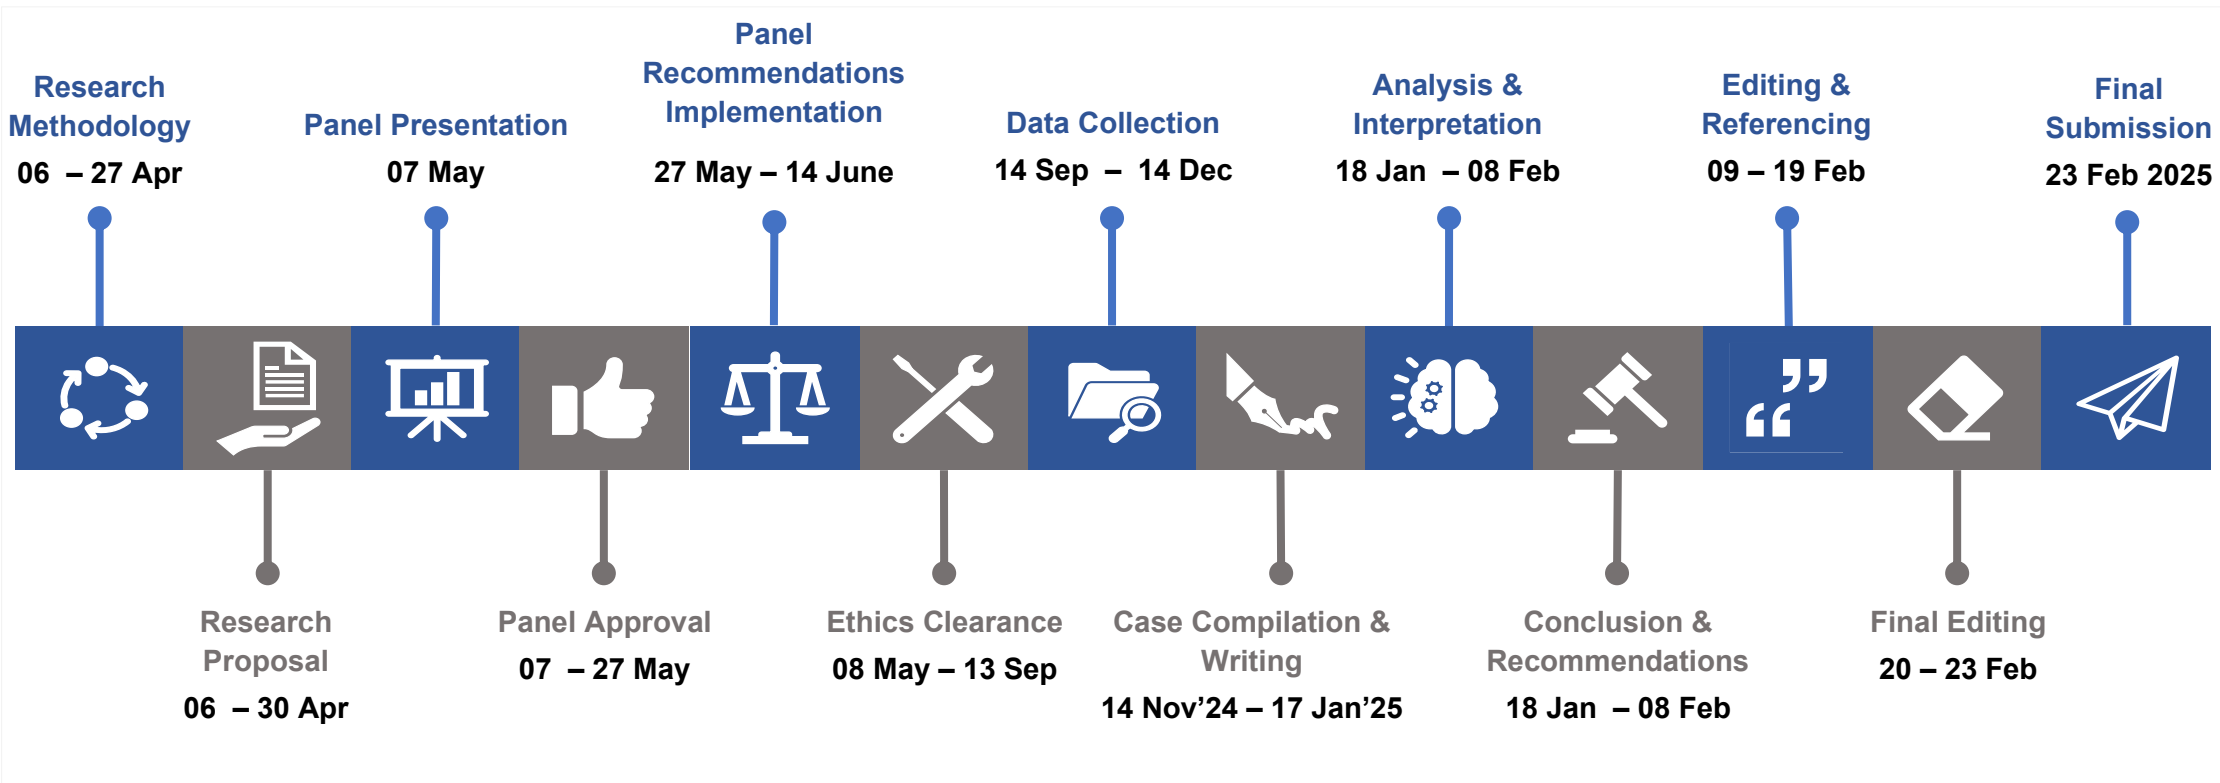 Research
Methodology
06 – 27 Apr
Panel Presentation
07 May
Panel
Recommendations
Implementation
27 May – 14 June
Data Collection
14 Sep – 14 Dec
Analysis &
Interpretation
18 Jan – 08 Feb
Editing &
Referencing
09 – 19 Feb
Final
Submission
23 Feb 2025
Research
Proposal
06 – 30 Apr
Panel Approval
07 – 27 May
Ethics Clearance
08 May – 13 Sep
Case Compilation &
Writing
14 Nov’24 – 17 Jan’25
Conclusion &
Recommendations
18 Jan – 08 Feb
Final Editing
20 – 23 Feb